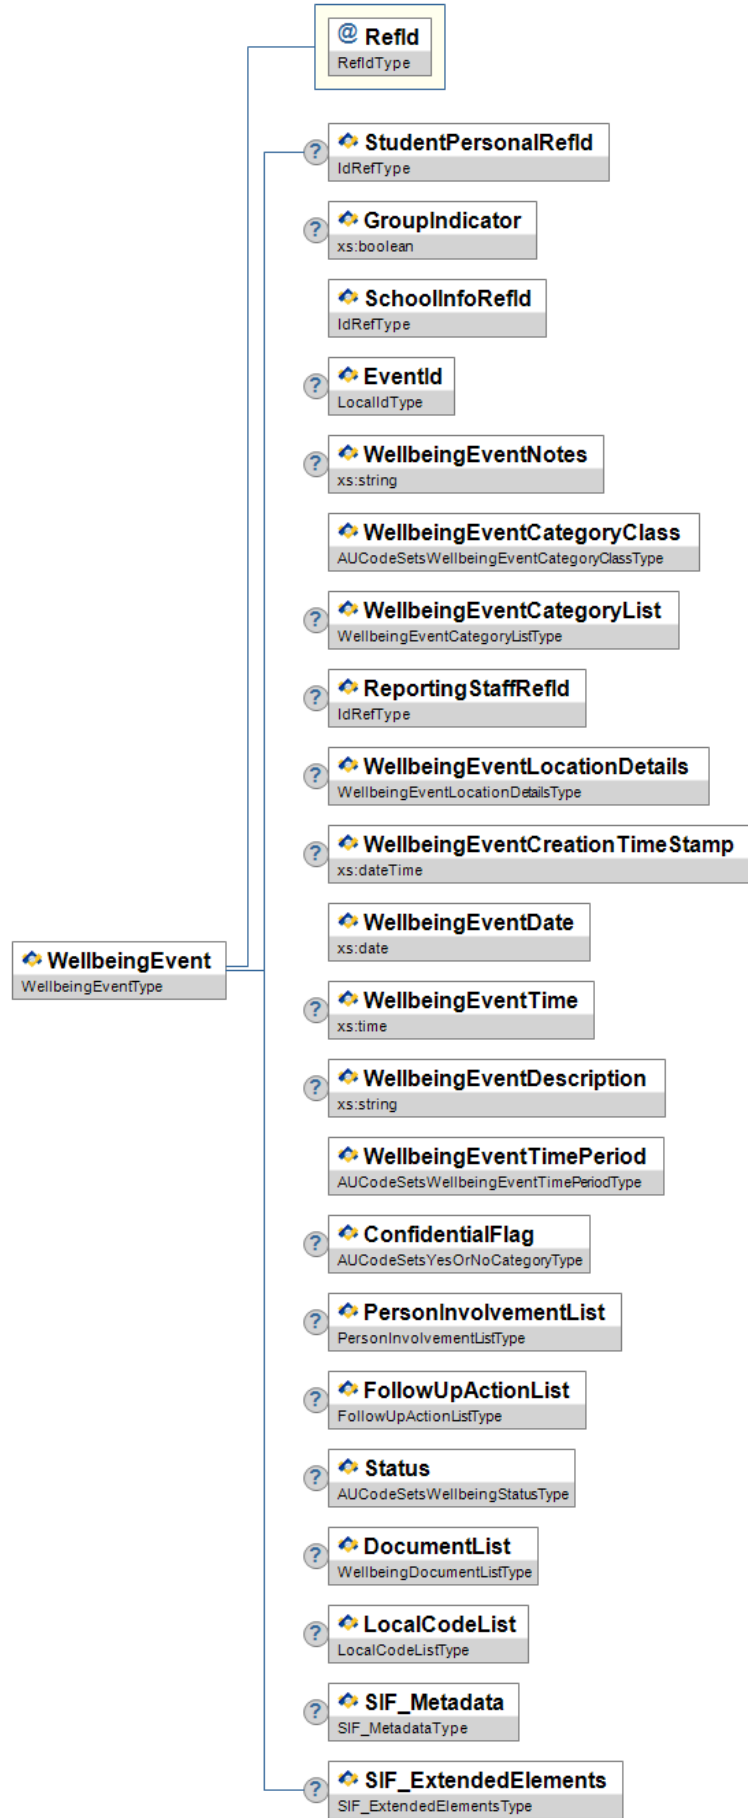 @ RefId
RefIdType
? StudentPersonalRefId
IdRefType
? GroupIndicator
xs:boolean
SchoolInfoRefId
IdRefType
? EventId
LocalIdType
? WellbeingEventNotes
xs:string
WellbeingEventCategoryClass
AUCodeSetsWellbeingEventCategoryClassType
? WellbeingEventCategoryList
WellbeingEventCategoryListType
? ReportingStaffRefId
IdRefType
? WellbeingEventLocationDetails
WellbeingEventLocationDetailsType
? WellbeingEventCreationTimeStamp
xs:dateTime
WellbeingEventDate
xs:date
WellbeingEvent
WellbeingEventType
? WellbeingEventTime
xs:time
? WellbeingEventDescription
xs:string
WellbeingEventTimePeriod
AUCodeSetsWellbeingEventTimePeriodType
? ConfidentialFlag
AUCodeSetsYesOrNoCategoryType
? PersonInvolvementList
PersonInvolvementListType
? FollowUpActionList
FollowUpActionListType
? Status
AUCodeSetsWellbeingStatusType
? DocumentList
WellbeingDocumentListType
? LocalCodeList
LocalCodeListType
? SIF_Metadata
SIF_MetadataType
? SIF_ExtendedElements
SIF_ExtendedElementsType